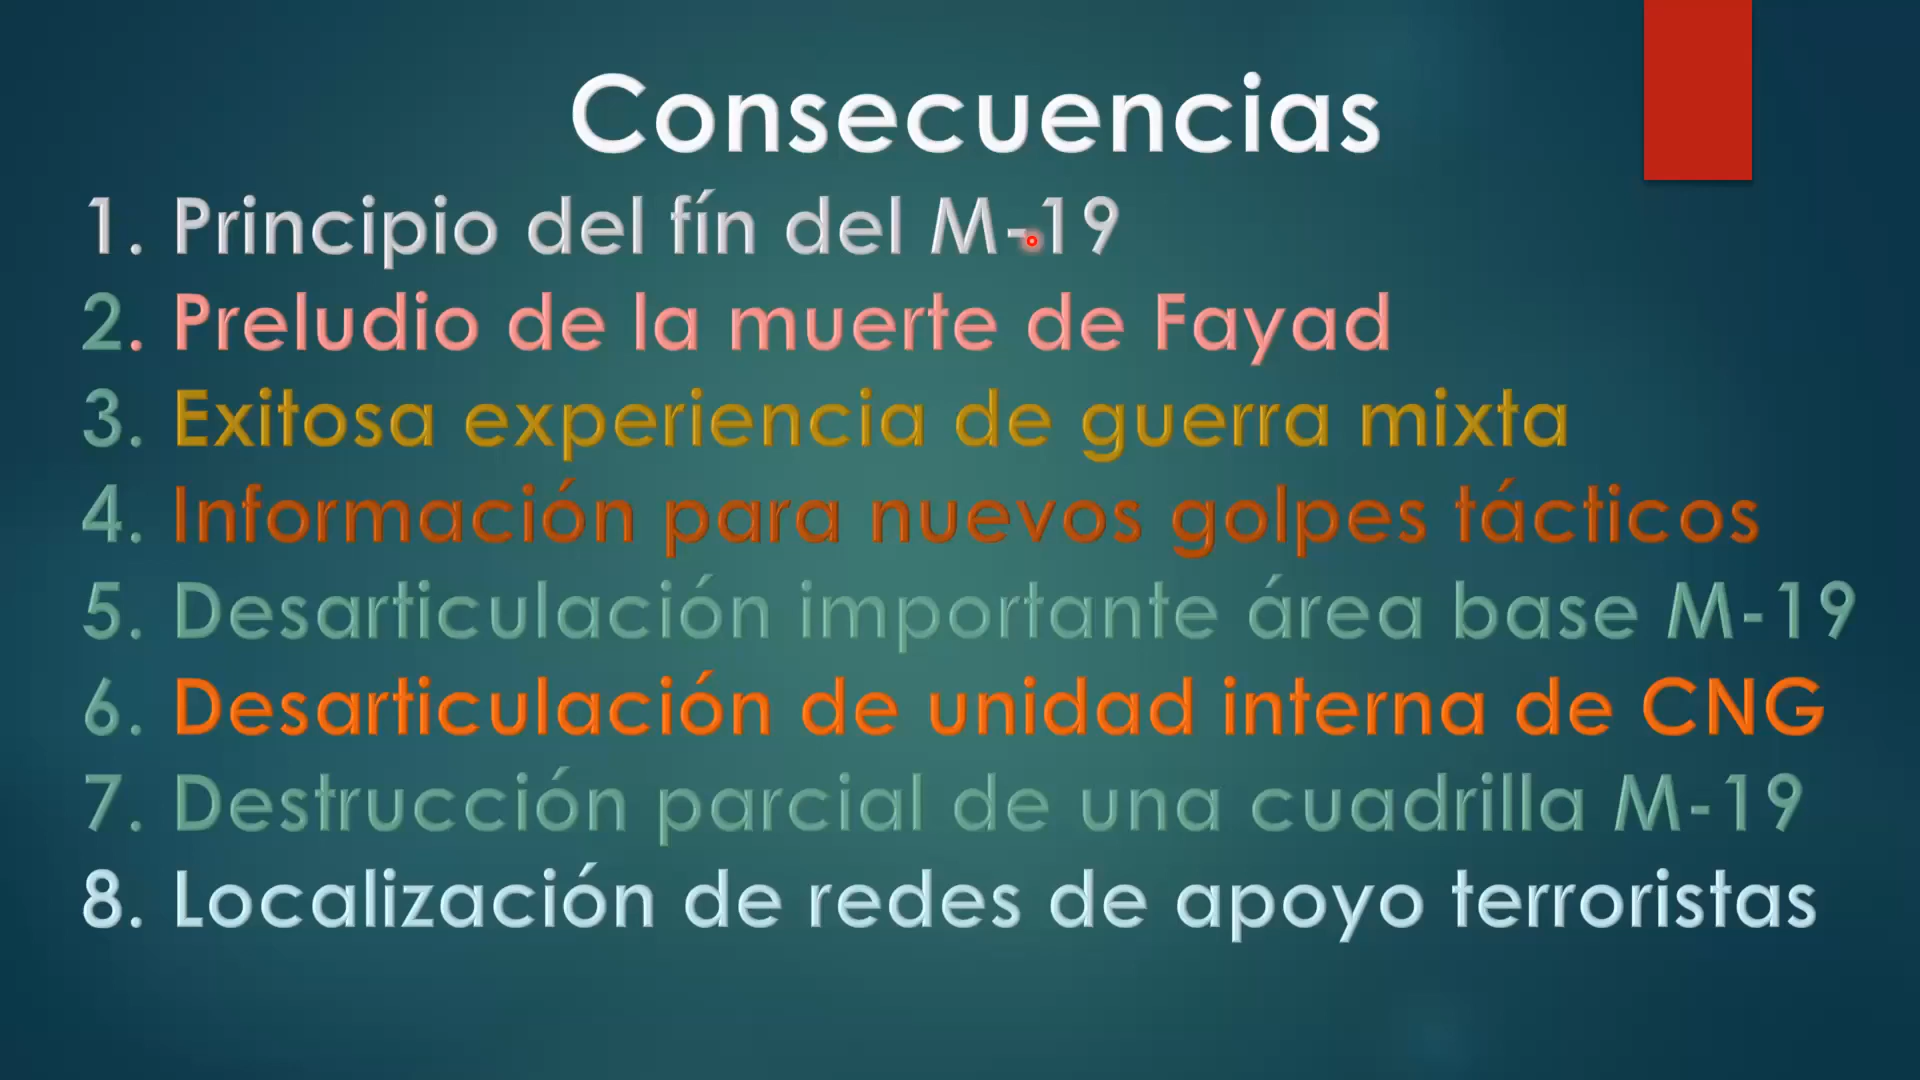 Consecuencias
1. Principio del fín del M-19
2. Preludio de la muerte de Fayad
3. Exitosa experiencia de guerra mixta
4. Información para nuevos golpes tácticos
5. Desarticulación importante área base M-19
6. Desarticulación de unidad interna de CNG
7. Destrucción parcial de una cuadrilla M-19
8. Localización de redes de apoyo terroristas